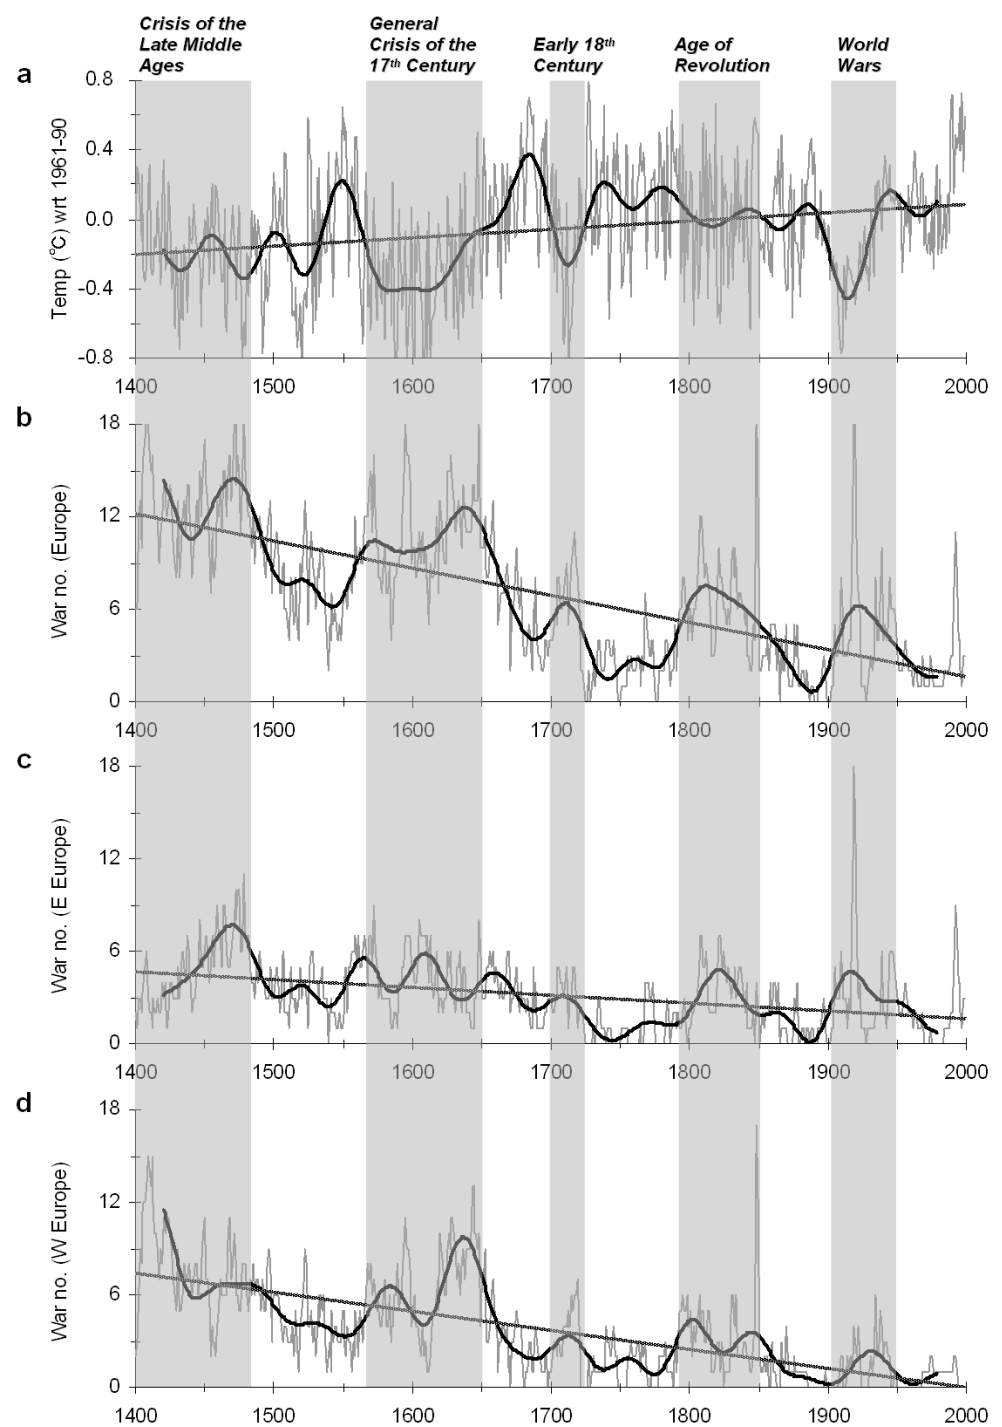 Crisis of the
Late Middle
Ages
General
Crisis of the
17th Century
Early 18th
Century
Age of
Revolution
World
Wars
a
0.8
0.4
0.0
-0.4
-0.8
Temp (°C) wrt 1961-90
1400 1500 1600 1700 1800 1900 2000
b
18
12
6
0
War no. (Europe)
1400 1500 1600 1700 1800 1900 2000
c
18
12
6
0
War no. (E Europe)
1400 1500 1600 1700 1800 1900 2000
d
18
12
6
0
War no. (W Europe)
1400 1500 1600 1700 1800 1900 2000